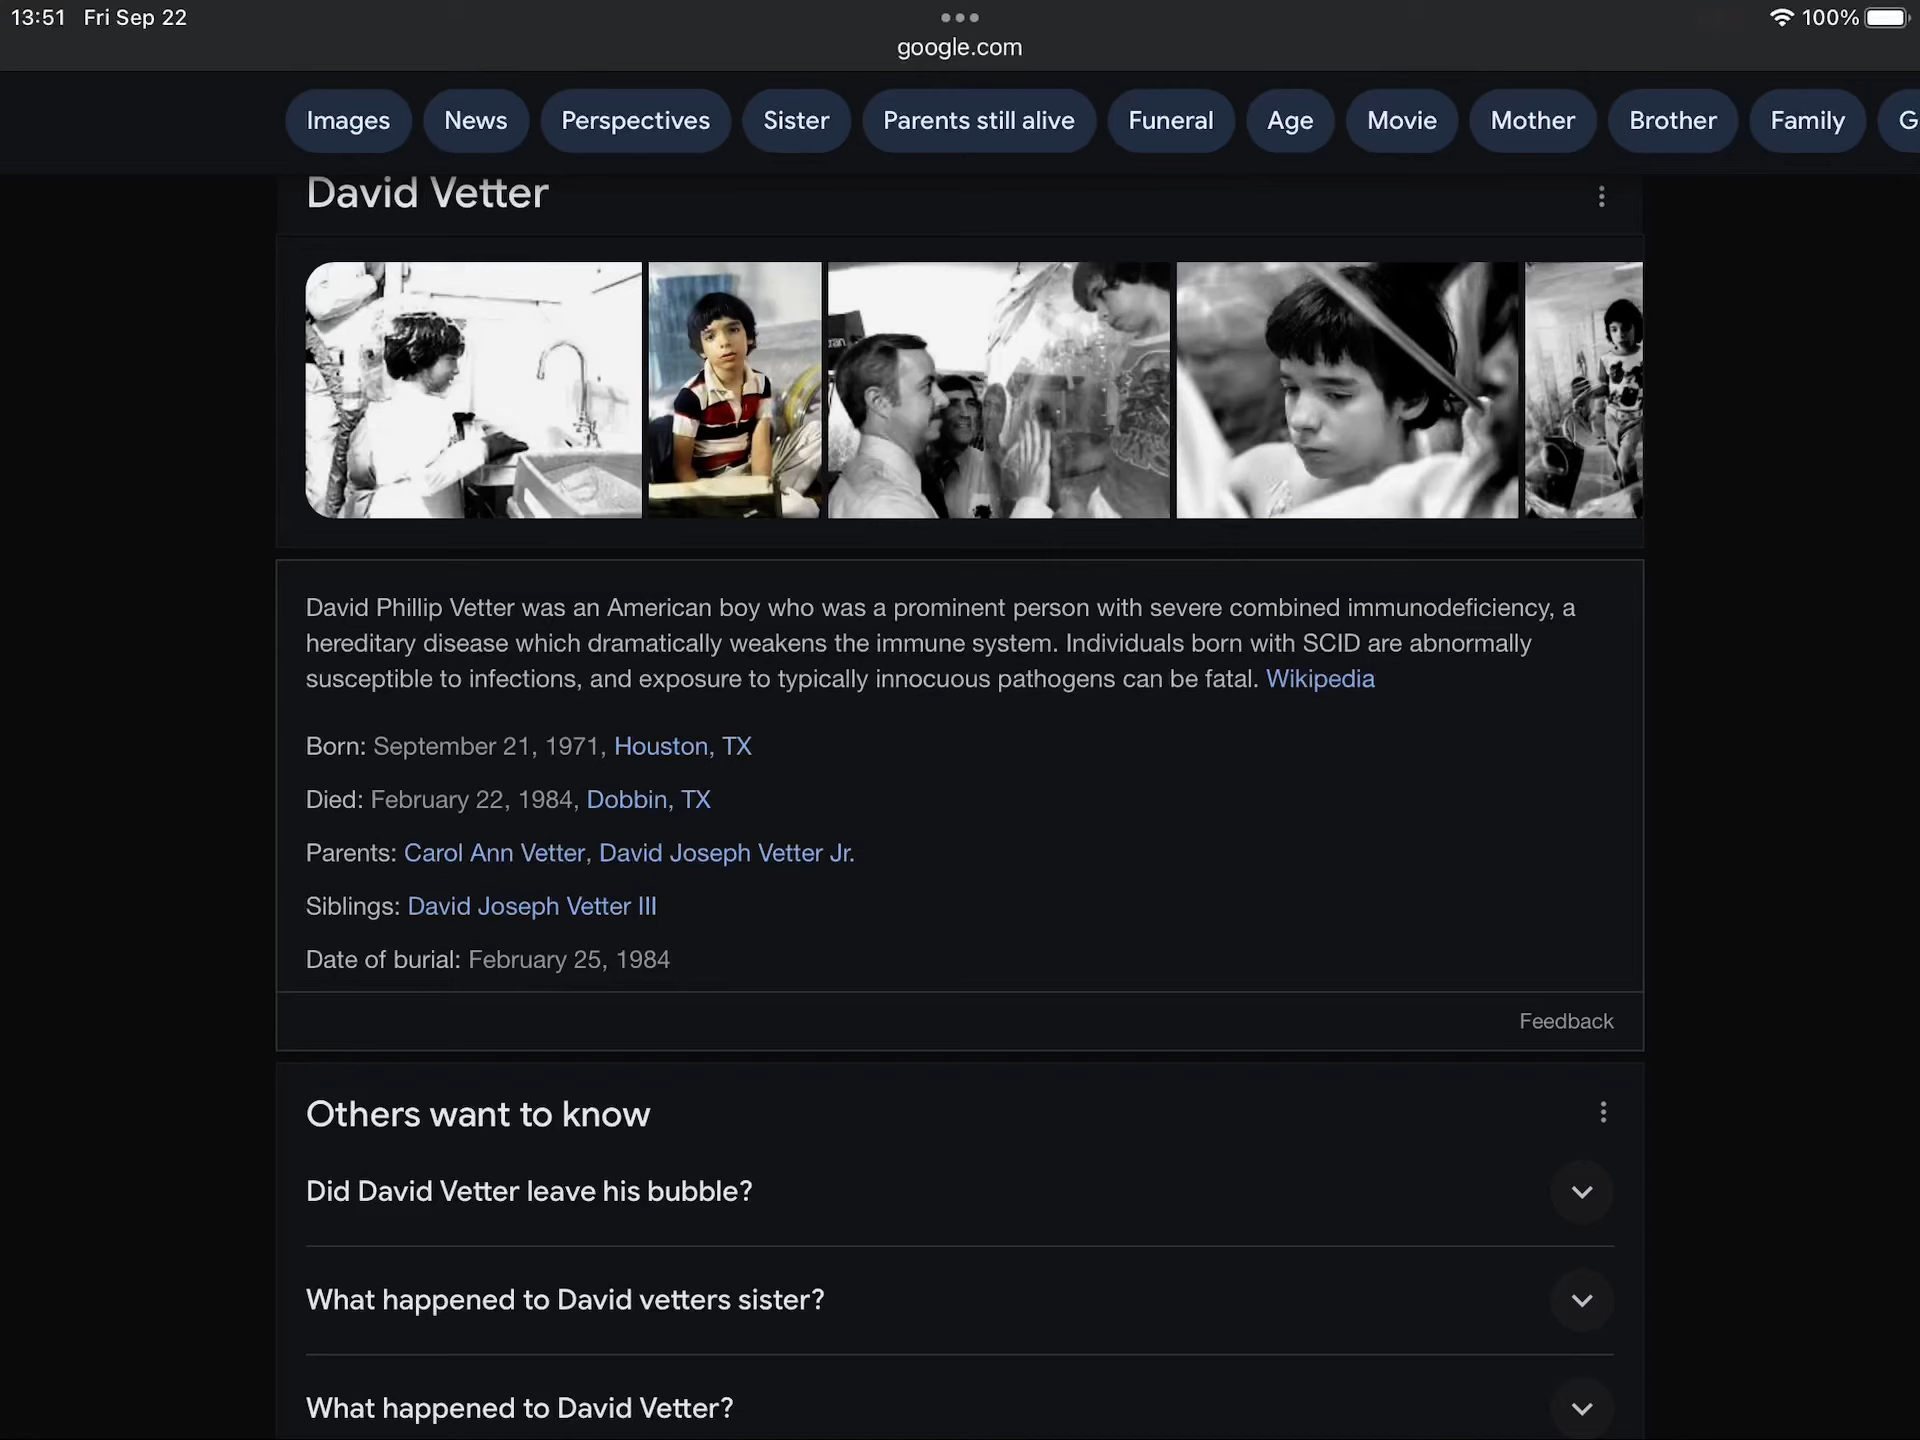 13:51 Fri Sep 22
100%
google.com
Images News Perspectives Sister Parents still alive Funeral Age Movie Mother Brother Family G
David Vetter
David Phillip Vetter was an American boy who was a prominent person with severe combined immunodeficiency, a
hereditary disease which dramatically weakens the immune system. Individuals born with SCID are abnormally
susceptible to infections, and exposure to typically innocuous pathogens can be fatal. Wikipedia
Born: September 21, 1971, Houston, TX
Died: February 22, 1984, Dobbin, TX
Parents: Carol Ann Vetter, David Joseph Vetter Jr.
Siblings: David Joseph Vetter III
Date of burial: February 25, 1984
Feedback
Others want to know
Did David Vetter leave his bubble?
What happened to David vetters sister?
What happened to David Vetter?